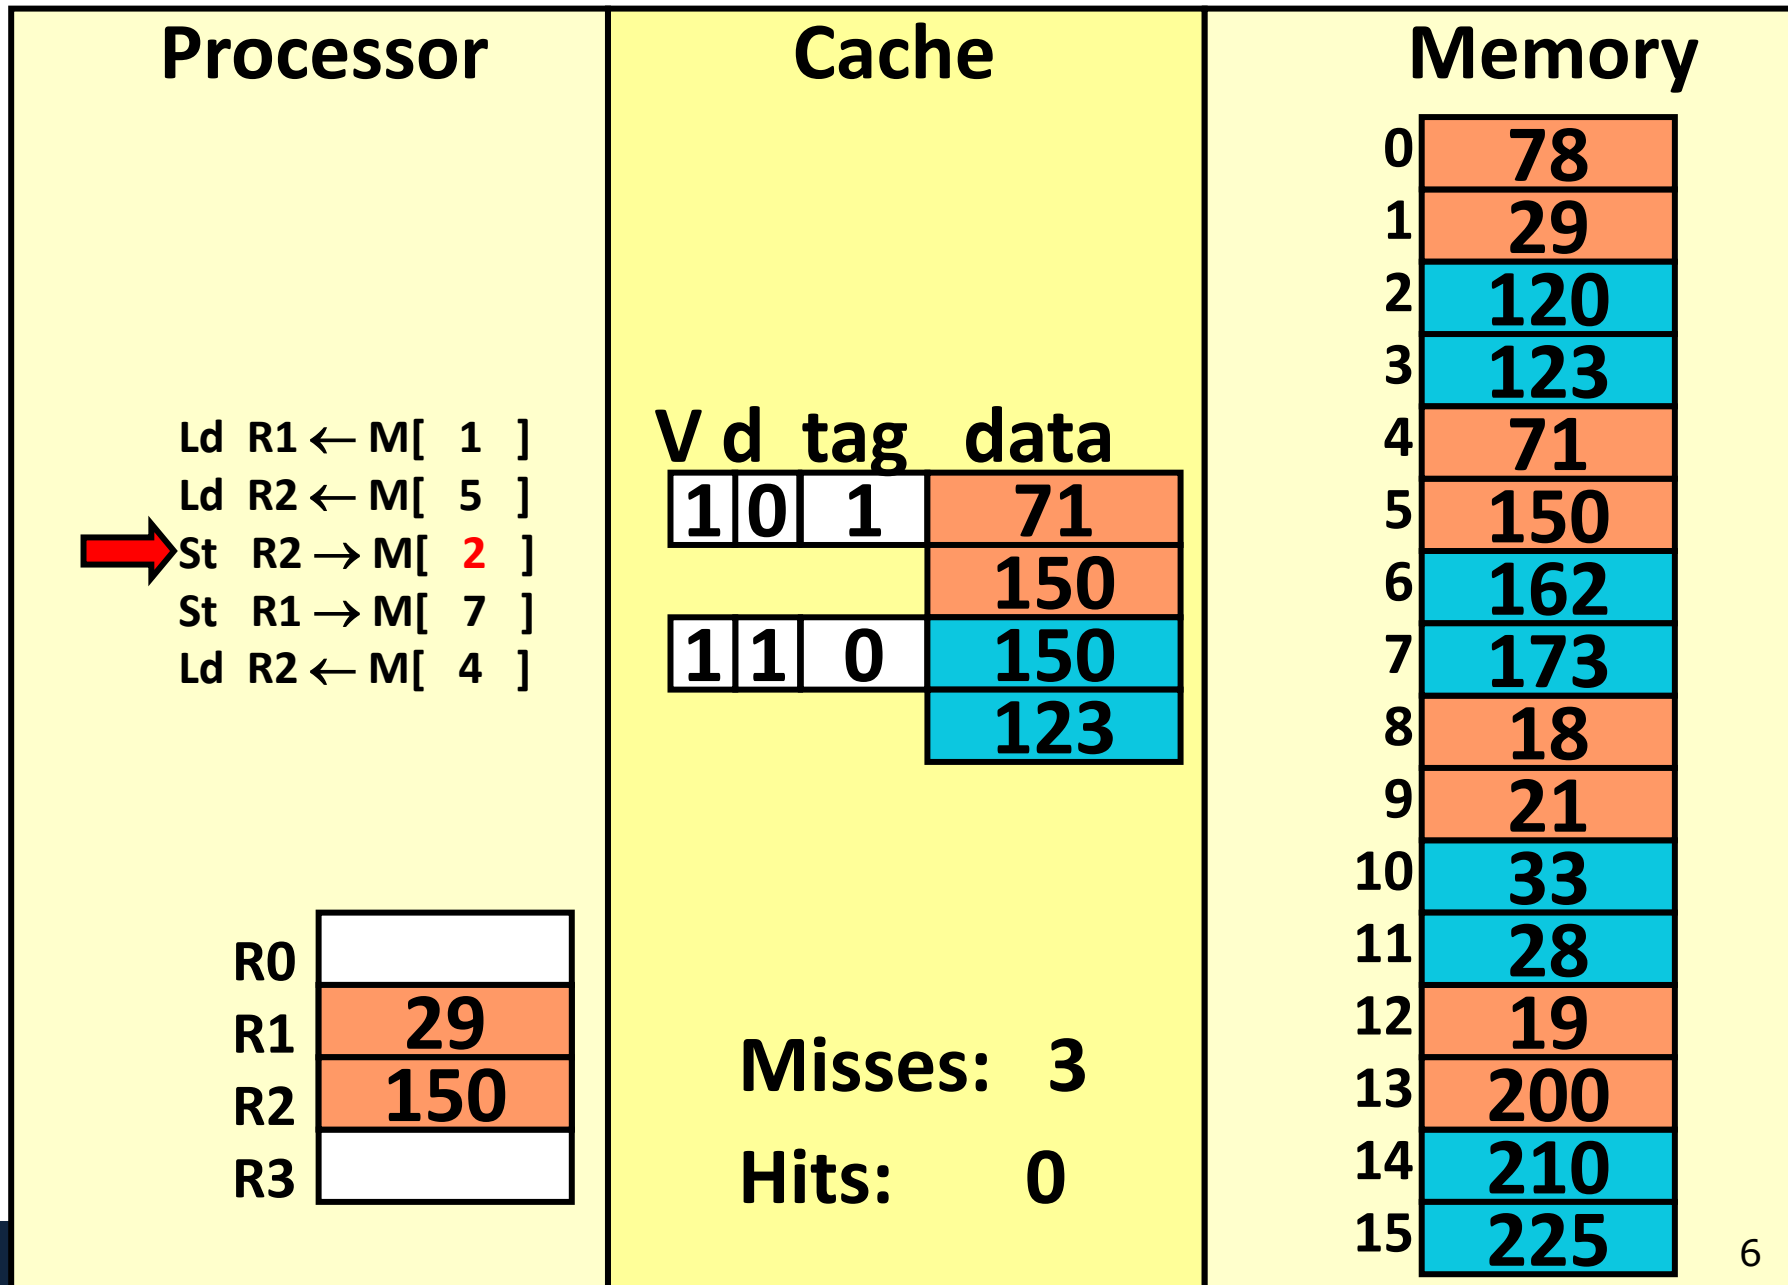 Processor
Ld R1 ← M[ 1 ]
Ld R2 ← M[ 5 ]
St R2 → M[ 2 ]
St R1 → M[ 7 ]
Ld R2 ← M[ 4 ]
R0
R1 29
R2 150
R3
Cache
V d tag data
1 0 1 71
150
1 1 0 150
123
Misses: 3
Hits: 0
Memory
0 78
1 29
2 120
3 123
4 71
5 150
6 162
7 173
8 18
9 21
10 33
11 28
12 19
13 200
14 210
15 225
6